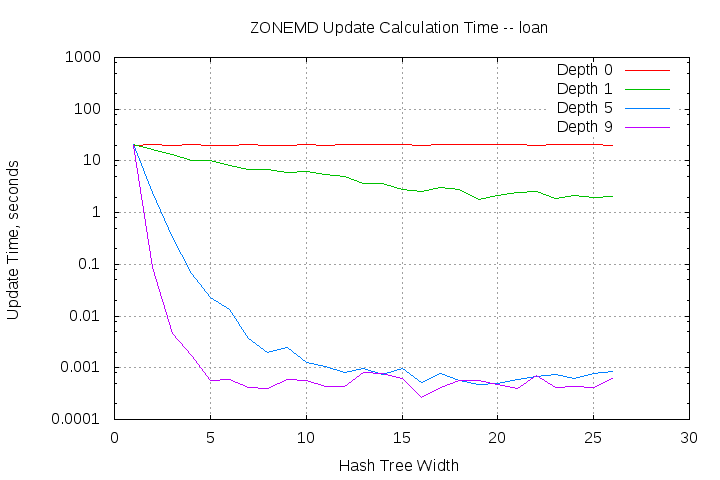 ZONEMD Update Calculation Time -- loan
1000
100
10
1
0.1
0.01
0.001
0.0001
Update Time, seconds
Depth 0
Depth 1
Depth 5
Depth 9
0 5 10 15 20 25 30
Hash Tree Width